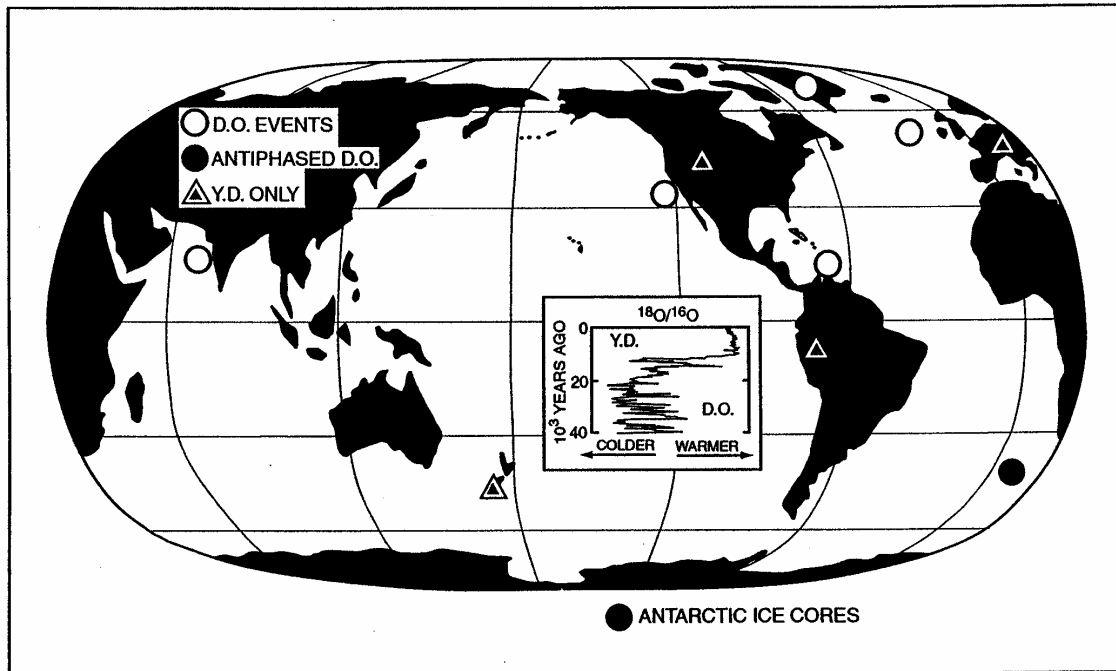 D.O. EVENTS
ANTIPHASED D.O.
Y.D. ONLY
¹⁸O/¹⁶O
0
Y.D.
10³ YEARS AGO
20
D.O.
40
COLDER WARMER
ANTARCTIC ICE CORES